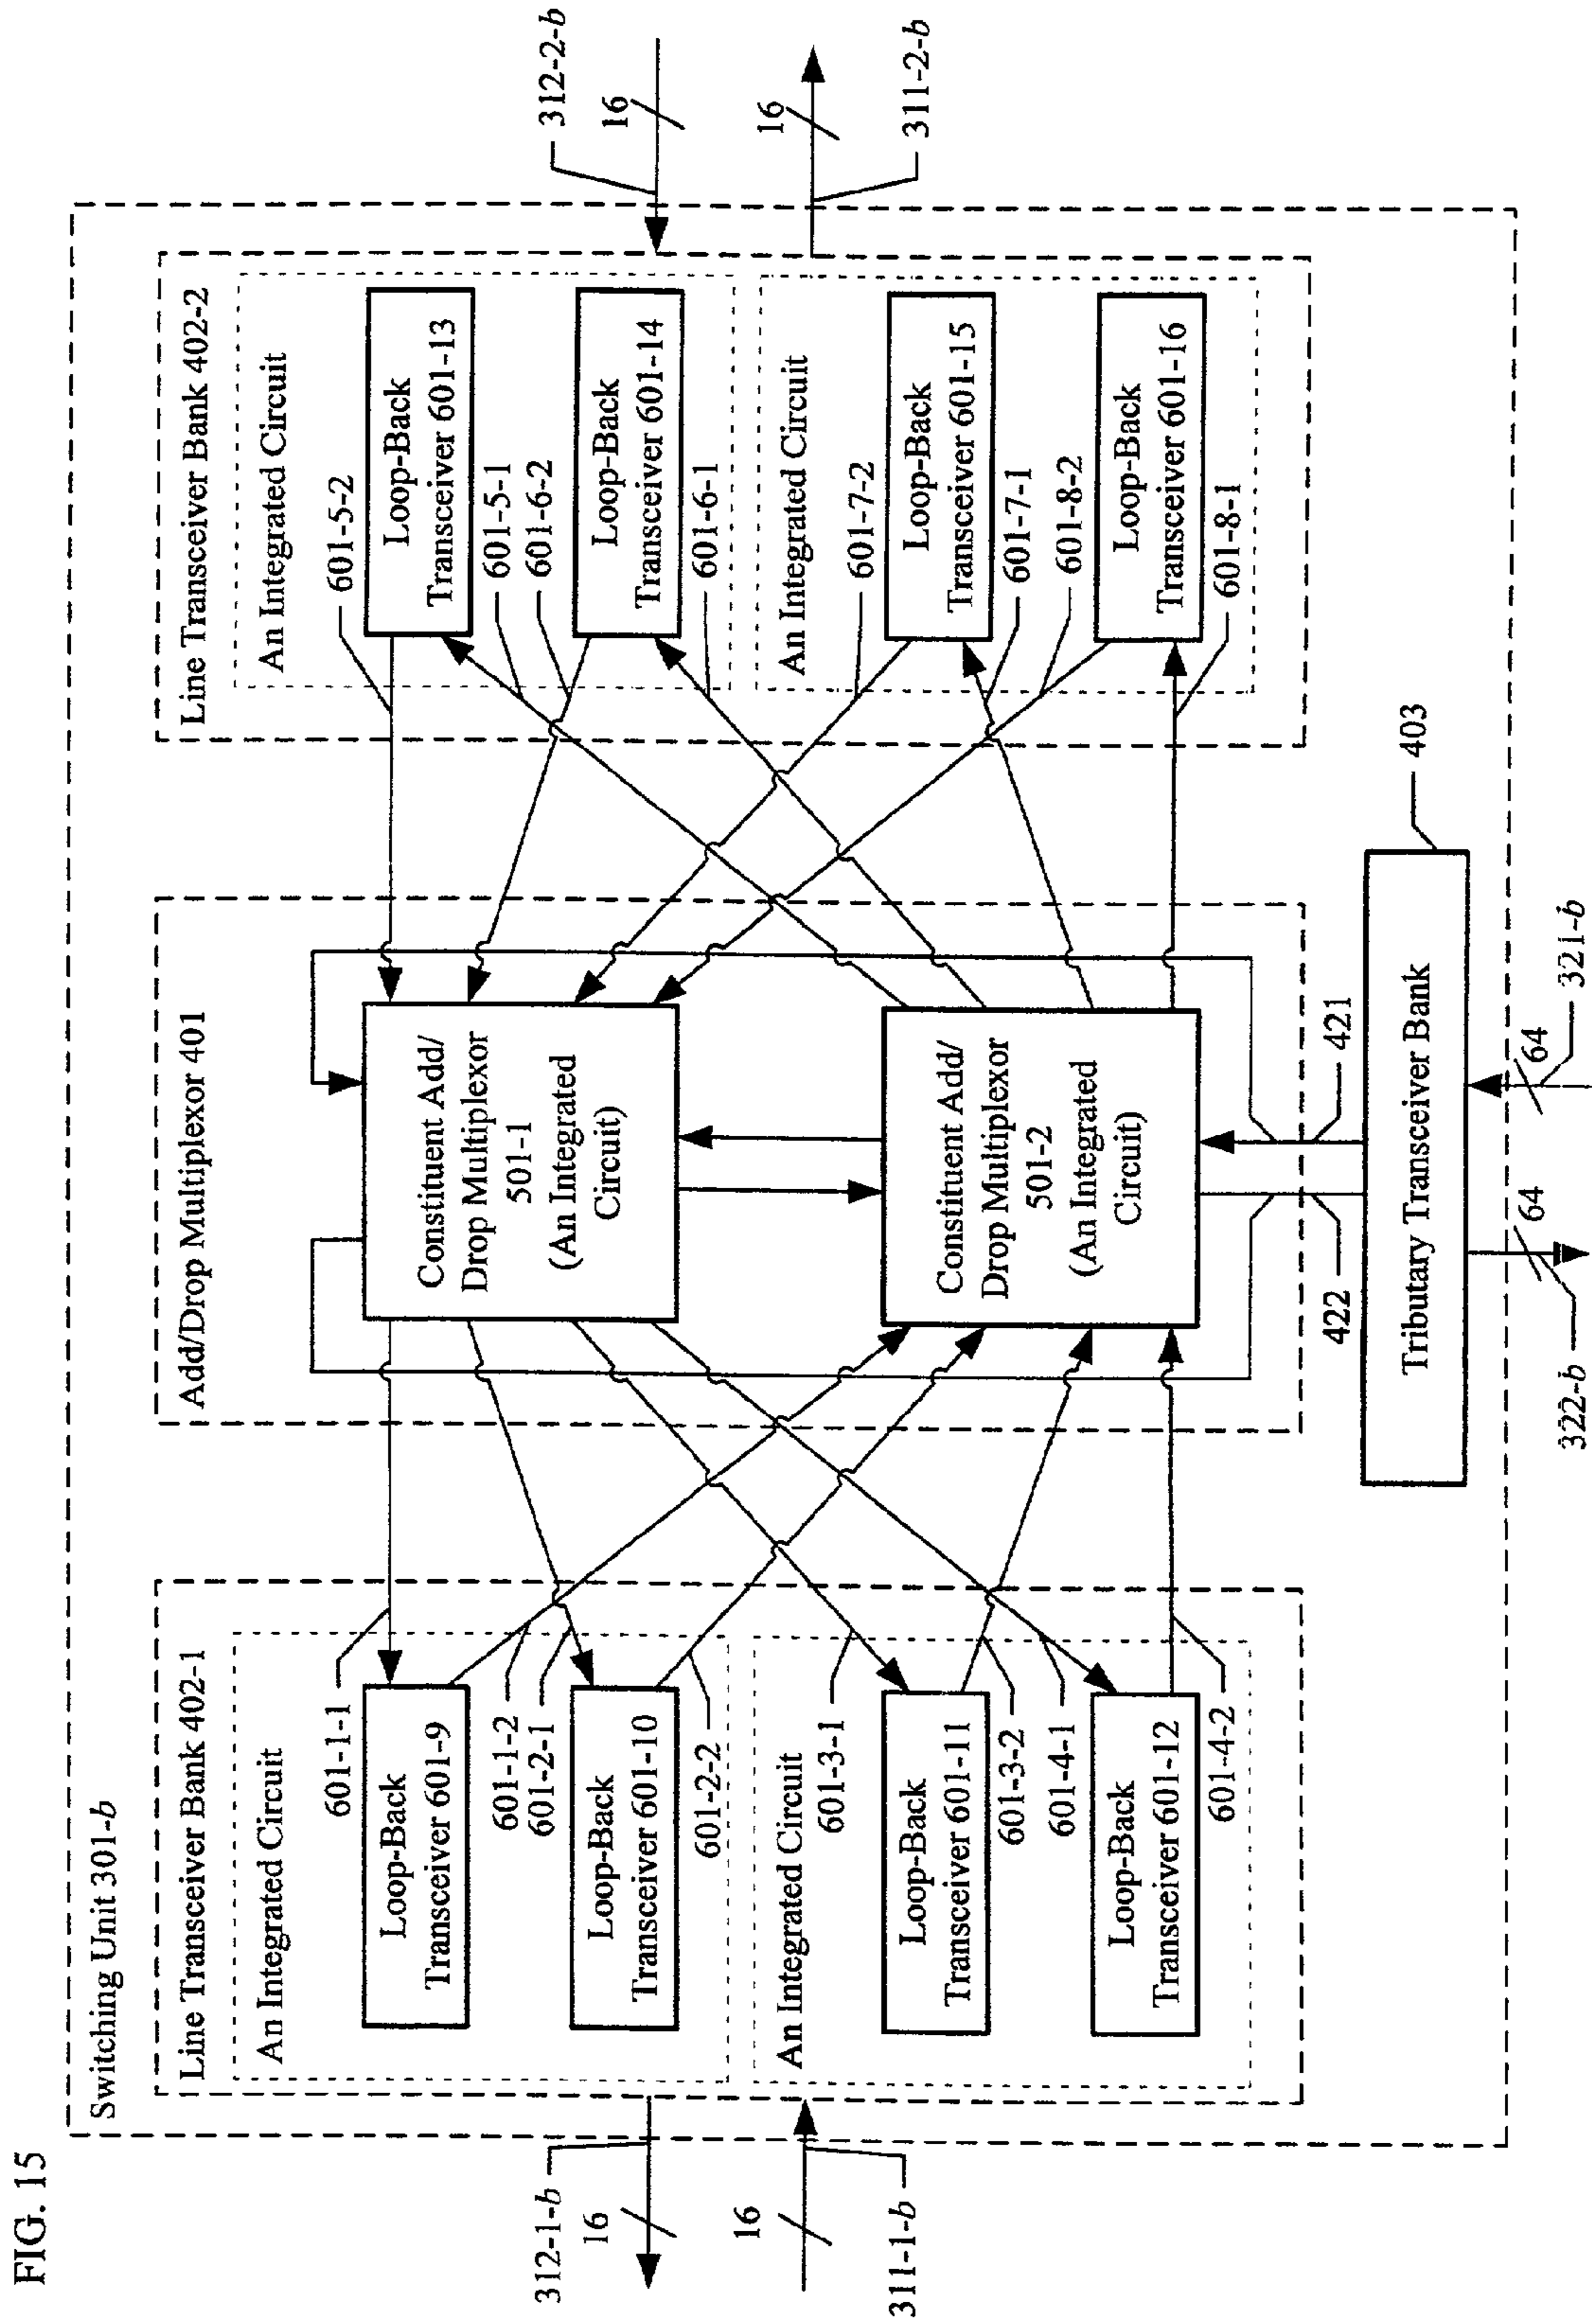 FIG. 15
Switching Unit 301-b
Line Transceiver Bank 402-1
An Integrated Circuit
601-1-1
Loop-Back
Transceiver 601-9
601-1-2
601-2-1
Loop-Back
Transceiver 601-10
601-2-2
An Integrated Circuit
601-3-1
Loop-Back
Transceiver 601-11
601-3-2
601-4-1
Loop-Back
Transceiver 601-12
601-4-2
312-1-b
16
16
311-1-b
Add/Drop Multiplexor 401
Constituent Add/
Drop Multiplexor
501-1
(An Integrated
Circuit)
Constituent Add/
Drop Multiplexor
501-2
(An Integrated
Circuit)
422
421
Tributary Transceiver Bank
403
322-b
64
64
321-b
Line Transceiver Bank 402-2
An Integrated Circuit
601-5-2
Loop-Back
Transceiver 601-13
601-5-1
601-6-2
Loop-Back
Transceiver 601-14
601-6-1
An Integrated Circuit
601-7-2
Loop-Back
Transceiver 601-15
601-7-1
601-8-2
Loop-Back
Transceiver 601-16
601-8-1
312-2-b
16
16
311-2-b